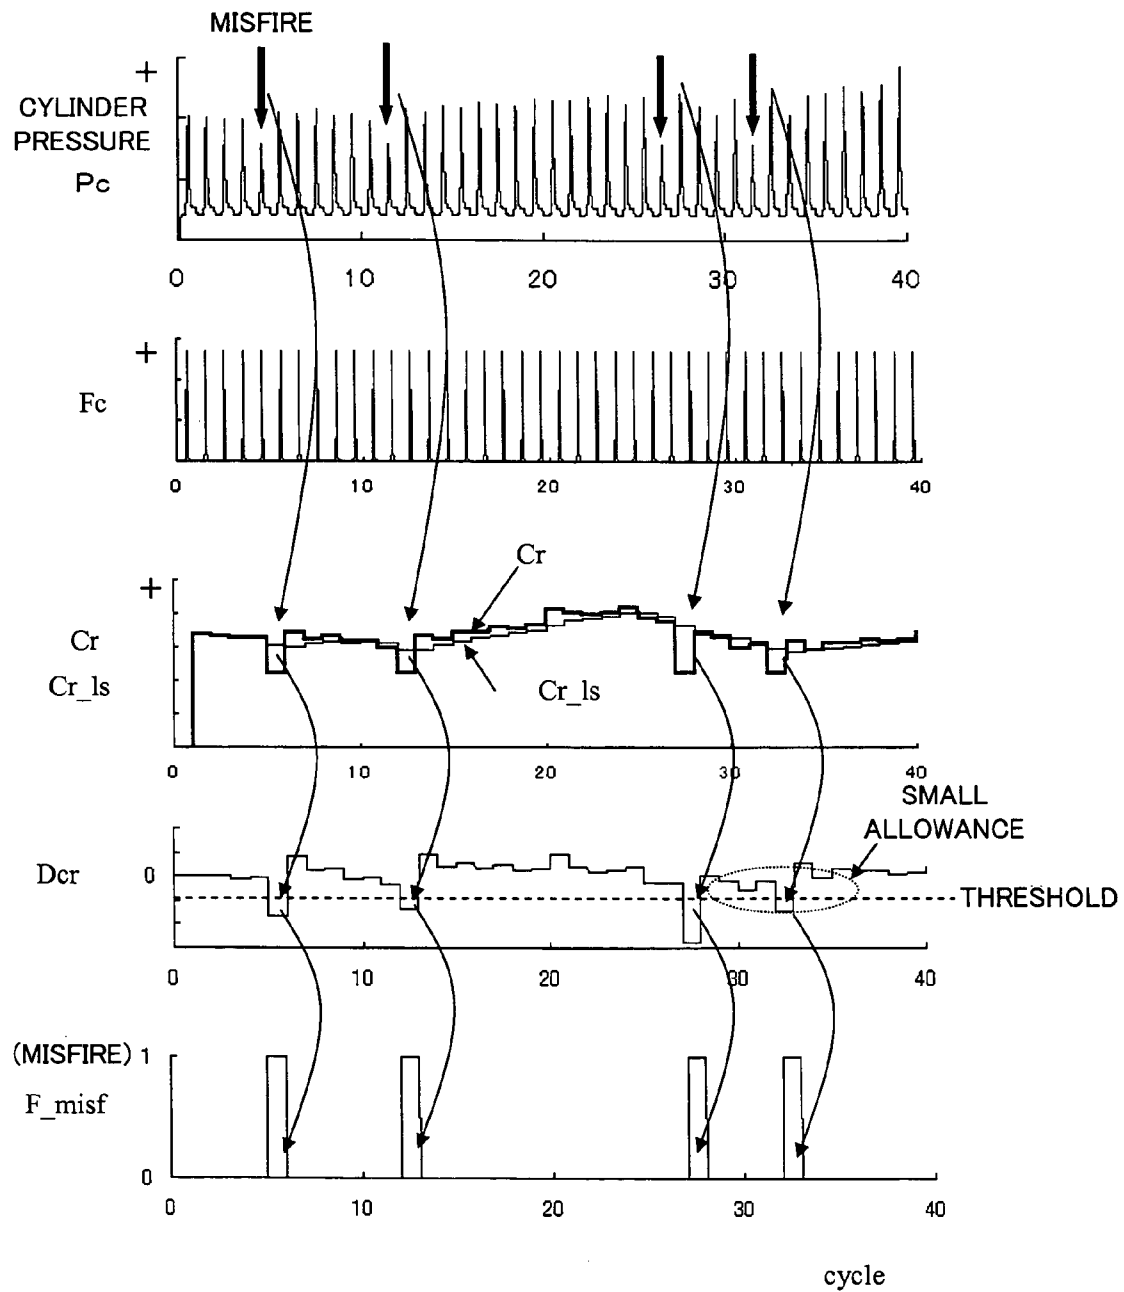 MISFIRE
+
CYLINDER
PRESSURE
Pc
0 10 20 30 40
+
Fc
0 10 20 30 40
Cr
+
Cr
Cr_ls
Cr_ls
0 10 20 30 40
SMALL
ALLOWANCE
Dcr
0
THRESHOLD
0 10 20 30 40
(MISFIRE) 1
F_misf
0
0 10 20 30 40
cycle